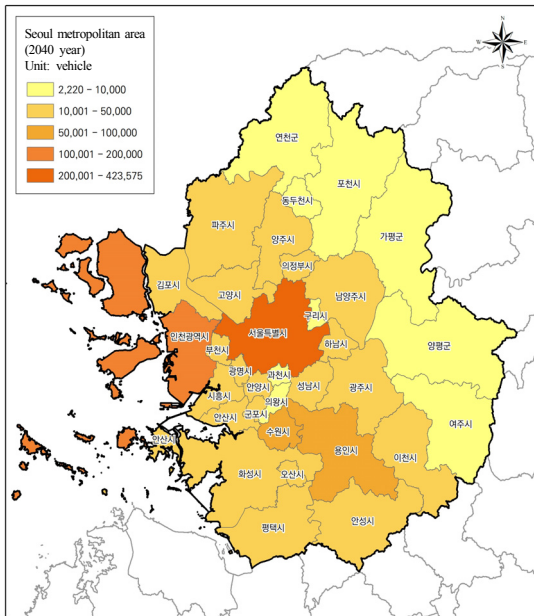 Seoul metropolitan area
(2040 year)
Unit: vehicle
2,220 - 10,000
10,001 - 50,000
50,001 - 100,000
100,001 - 200,000
200,001 - 423,575
N
W
E
S
연천군
포천시
동두천시
가평군
파주시
양주시
의정부시
김포시
고양시
남양주시
구리시
서울특별시
인천광역시
부천시
하남시
양평군
광명시
과천시
안양시
성남시
광주시
시흥시
의왕시
안산시
군포시
여주시
수원시
안산시
용인시
이천시
화성시
오산시
평택시
안성시